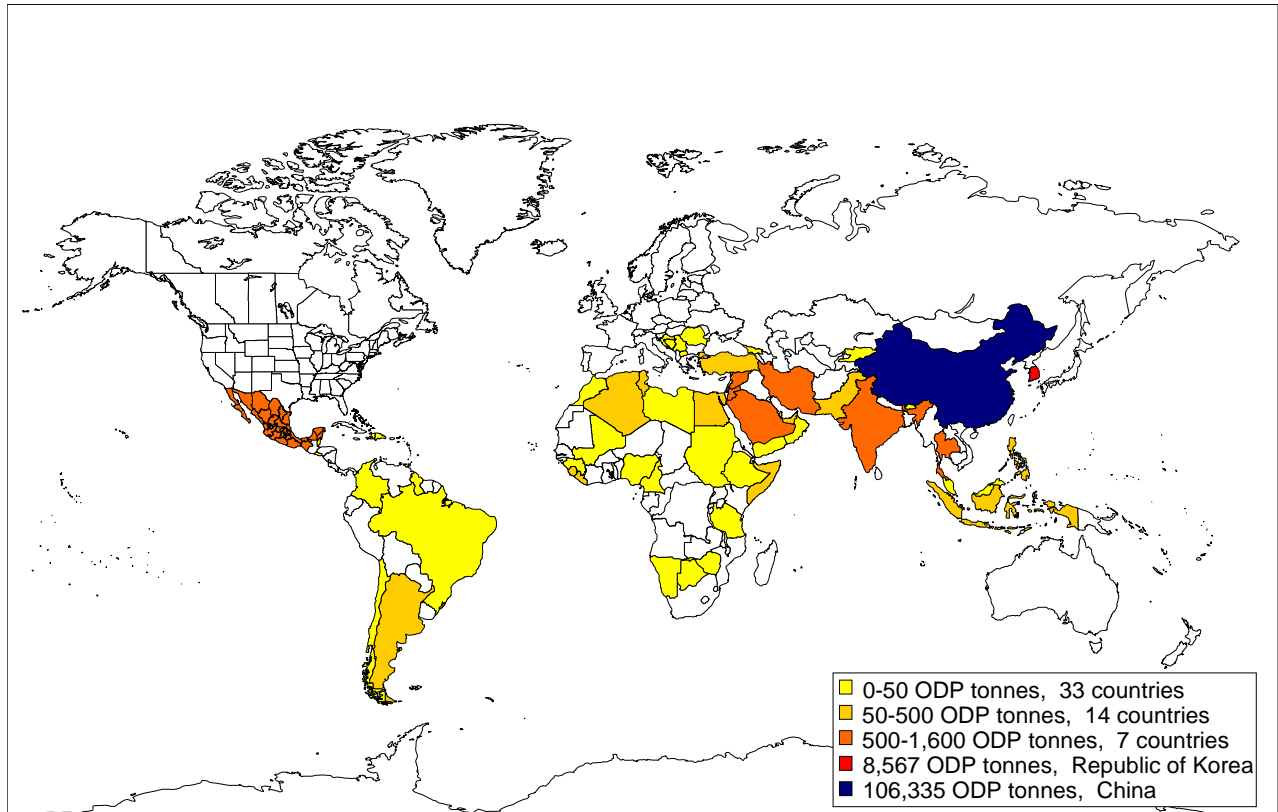 0-50 ODP tonnes,  33 countries
50-500 ODP tonnes,  14 countries
500-1,600 ODP tonnes,  7 countries
8,567 ODP tonnes,  Republic of Korea
106,335 ODP tonnes,  China